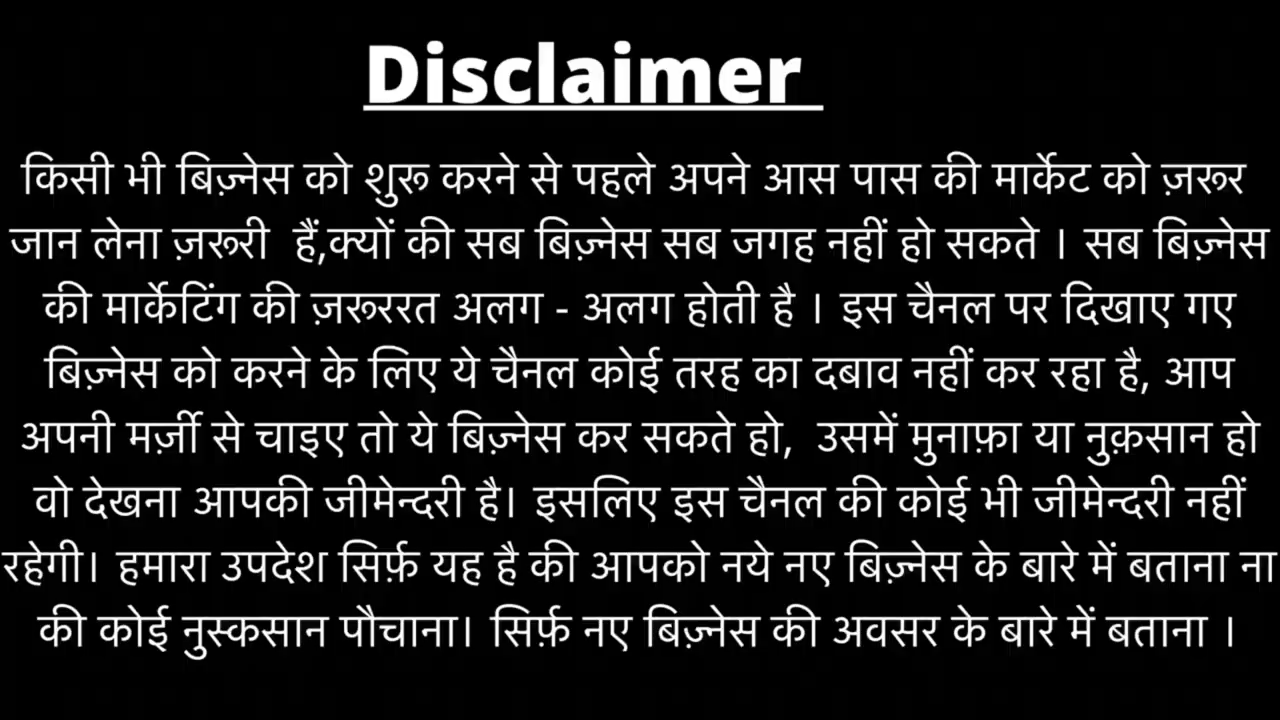 Disclaimer
किसी भी बिज़्नेस को शुरू करने से पहले अपने आस पास की मार्केट को ज़रूर
जान लेना ज़रूरी हैं,क्यों की सब बिज़्नेस सब जगह नहीं हो सकते । सब बिज़्नेस
की मार्केटिंग की ज़रूररत अलग - अलग होती है । इस चैनल पर दिखाए गए
बिज़्नेस को करने के लिए ये चैनल कोई तरह का दबाव नहीं कर रहा है, आप
अपनी मर्ज़ी से चाइए तो ये बिज़्नेस कर सकते हो, उसमें मुनाफ़ा या नुक़सान हो
वो देखना आपकी जीमेन्दरी है। इसलिए इस चैनल की कोई भी जीमेन्दरी नहीं
रहेगी। हमारा उपदेश सिर्फ़ यह है की आपको नये नए बिज़्नेस के बारे में बताना ना
की कोई नुस्कसान पौचाना। सिर्फ़ नए बिज़्नेस की अवसर के बारे में बताना ।